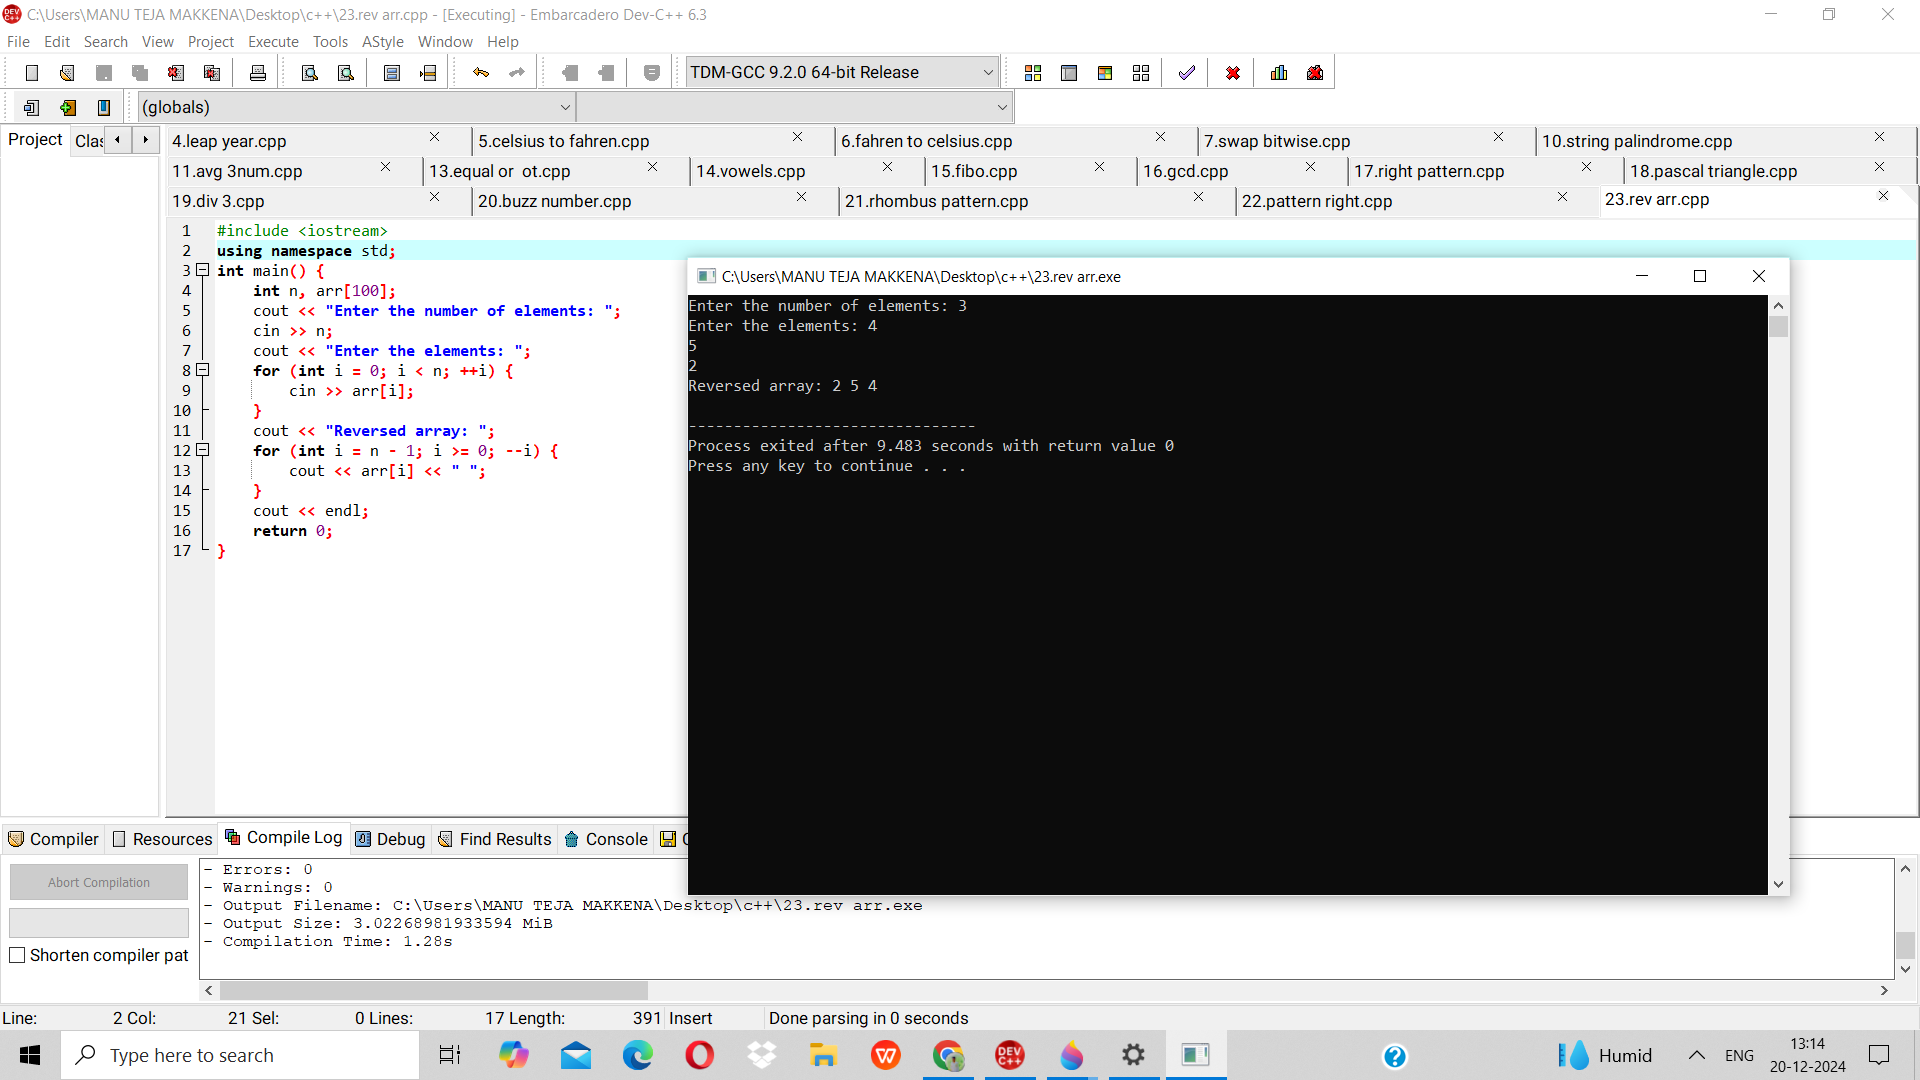 C:\Users\MANU TEJA MAKKENA\Desktop\c++\23.rev arr.cpp - [Executing] - Embarcadero Dev-C++ 6.3
File Edit Search View Project Execute Tools AStyle Window Help
TDM-GCC 9.2.0 64-bit Release
(globals)
Project Clas
4.leap year.cpp 5.celsius to fahren.cpp 6.fahren to celsius.cpp 7.swap bitwise.cpp 10.string palindrome.cpp
11.avg 3num.cpp 13.equal or ot.cpp 14.vowels.cpp 15.fibo.cpp 16.gcd.cpp 17.right pattern.cpp 18.pascal triangle.cpp
19.div 3.cpp 20.buzz number.cpp 21.rhombus pattern.cpp 22.pattern right.cpp 23.rev arr.cpp
1 #include <iostream>
2 using namespace std;
3 int main() {
4 int n, arr[100];
5 cout << "Enter the number of elements: ";
6 cin >> n;
7 cout << "Enter the elements: ";
8 for (int i = 0; i < n; ++i) {
9 cin >> arr[i];
10 }
11 cout << "Reversed array: ";
12 for (int i = n - 1; i >= 0; --i) {
13 cout << arr[i] << " ";
14 }
15 cout << endl;
16 return 0;
17 }
C:\Users\MANU TEJA MAKKENA\Desktop\c++\23.rev arr.exe
Enter the number of elements: 3
Enter the elements: 4
5
2
Reversed array: 2 5 4
--------------------------------
Process exited after 9.483 seconds with return value 0
Press any key to continue . . .
Compiler Resources Compile Log Debug Find Results Console
Abort Compilation
Shorten compiler pat
- Errors: 0
- Warnings: 0
- Output Filename: C:\Users\MANU TEJA MAKKENA\Desktop\c++\23.rev arr.exe
- Output Size: 3.02268981933594 MiB
- Compilation Time: 1.28s
Line: 2 Col: 21 Sel: 0 Lines: 17 Length: 391 Insert Done parsing in 0 seconds
Type here to search
DEV C++
Humid
ENG
13:14
20-12-2024